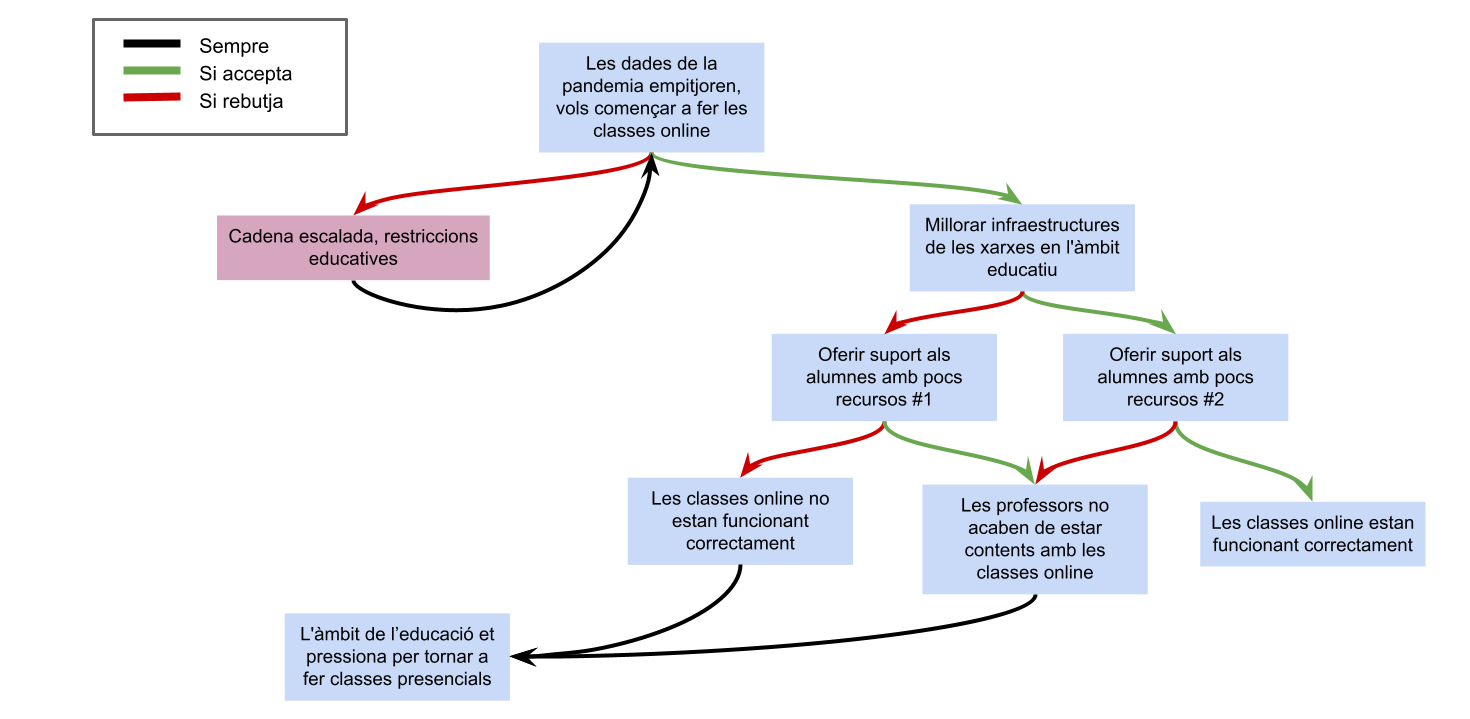 Sempre
Si accepta
Si rebutja
Les dades de la
pandemia empitjoren,
vols començar a fer les
classes online
Cadena escalada, restriccions
educatives
Millorar infraestructures
de les xarxes en l'àmbit
educatiu
Oferir suport als
alumnes amb pocs
recursos #1
Oferir suport als
alumnes amb pocs
recursos #2
Les classes online no
estan funcionant
correctament
Les professors no
acaben de estar
contents amb les
classes online
Les classes online estan
funcionant correctament
L'àmbit de l’educació et
pressiona per tornar a
fer classes presencials